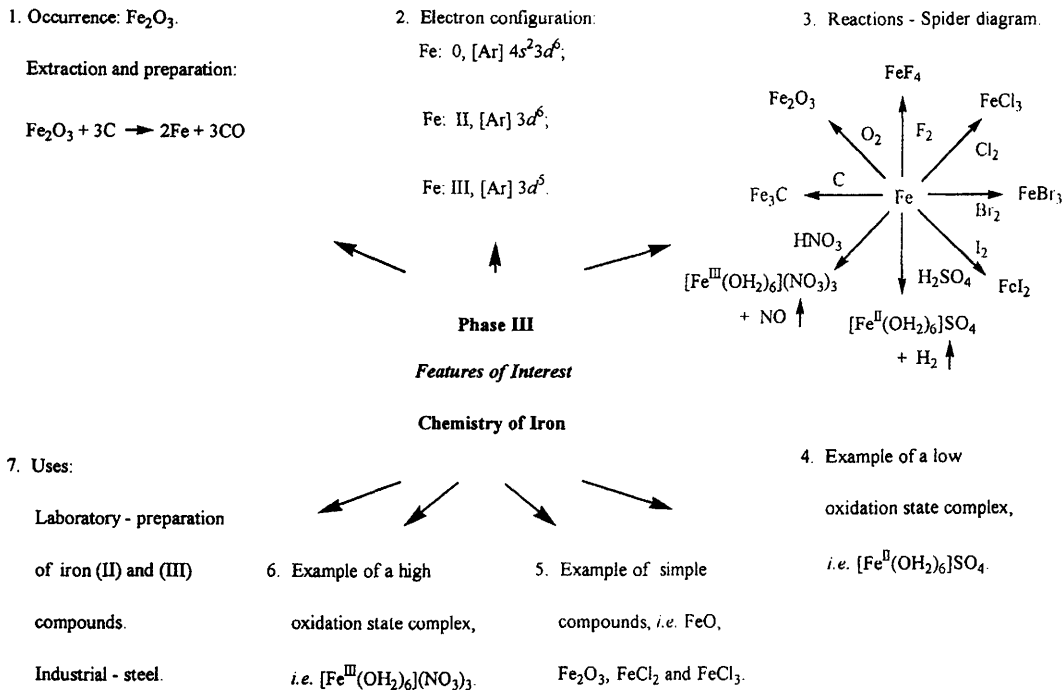 1. Occurrence: Fe₂O₃.
Extraction and preparation:
Fe₂O₃ + 3C → 2Fe + 3CO
2. Electron configuration:
Fe: 0, [Ar] 4s²3d⁶;
Fe: II, [Ar] 3d⁶;
Fe: III, [Ar] 3d⁵.
3. Reactions - Spider diagram.
FeF₄
Fe₂O₃
FeCl₃
O₂
F₂
Cl₂
C
Fe₃C
Fe
FeBr₃
Br₂
HNO₃
I₂
H₂SO₄
FeI₂
[Feᴵᴵᴵ(OH₂)₆](NO₃)₃
+ NO ↑
[Feᴵᴵ(OH₂)₆]SO₄
+ H₂ ↑
Phase III
Features of Interest
Chemistry of Iron
4. Example of a low
oxidation state complex,
i.e. [Feᴵᴵ(OH₂)₆]SO₄.
5. Example of simple
compounds, i.e. FeO,
Fe₂O₃, FeCl₂ and FeCl₃.
6. Example of a high
oxidation state complex,
i.e. [Feᴵᴵᴵ(OH₂)₆](NO₃)₃.
7. Uses:
Laboratory - preparation
of iron (II) and (III)
compounds.
Industrial - steel.